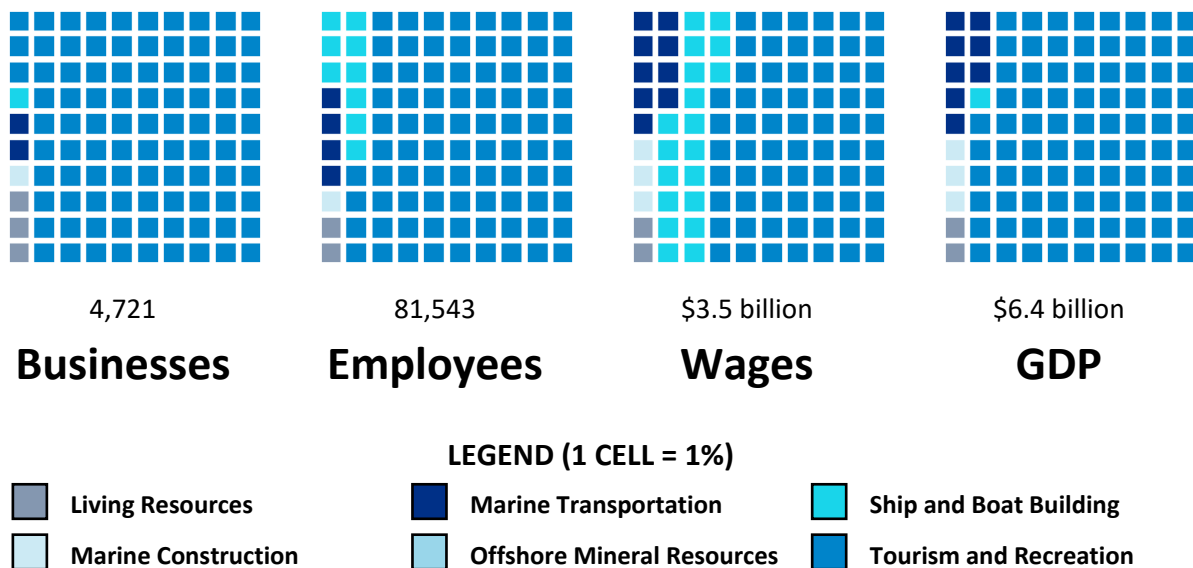 4,721
81,543
$3.5 billion
$6.4 billion
Businesses
Employees
Wages
GDP
LEGEND (1 CELL = 1%)
Living Resources
Marine Transportation
Ship and Boat Building
Marine Construction
Offshore Mineral Resources
Tourism and Recreation